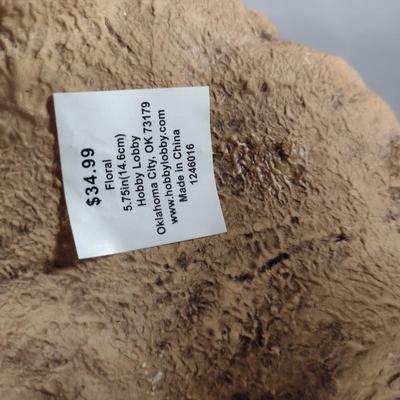 $34.99
Floral
5.75in(14.6cm)
Hobby Lobby
Oklahoma City, OK 73179
www.hobbylobby.com
Made in China
1246016